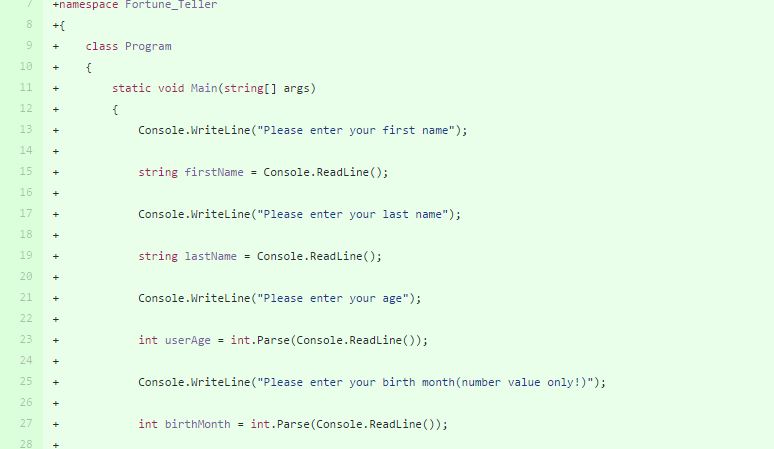 7 +namespace Fortune_Teller
8 +{
9 + class Program
10 + {
11 + static void Main(string[] args)
12 + {
13 + Console.WriteLine("Please enter your first name");
14 +
15 + string firstName = Console.ReadLine();
16 +
17 + Console.WriteLine("Please enter your last name");
18 +
19 + string lastName = Console.ReadLine();
20 +
21 + Console.WriteLine("Please enter your age");
22 +
23 + int userAge = int.Parse(Console.ReadLine());
24 +
25 + Console.WriteLine("Please enter your birth month(number value only!)");
26 +
27 + int birthMonth = int.Parse(Console.ReadLine());
28 +